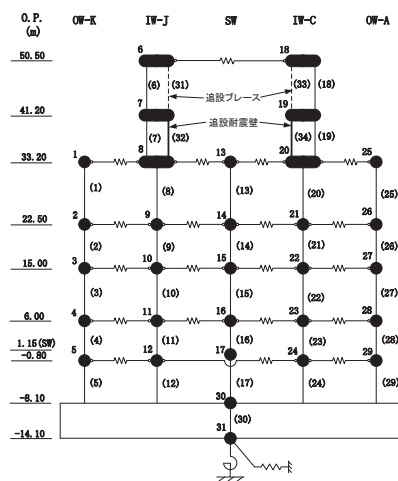 O.P. OW-K IW-J SW IW-C OW-A
(m)
50.50 6 18
(6) (31) (33) (18)
追設ブレース
41.20 7 19
追設耐震壁
(7) (32) (34) (19)
33.20 1 8 13 20 25
(1) (8) (13) (20) (25)
22.50 2 9 14 21 26
(2) (9) (14) (21) (26)
15.00 3 10 15 22 27
(3) (10) (15) (22) (27)
6.00 4 11 16 23 28
1.15(SW) (4) (11) (16) (23) (28)
-0.80 5 12 17 24 29
(5) (12) (17) (24) (29)
-8.10 30
(30)
-14.10 31